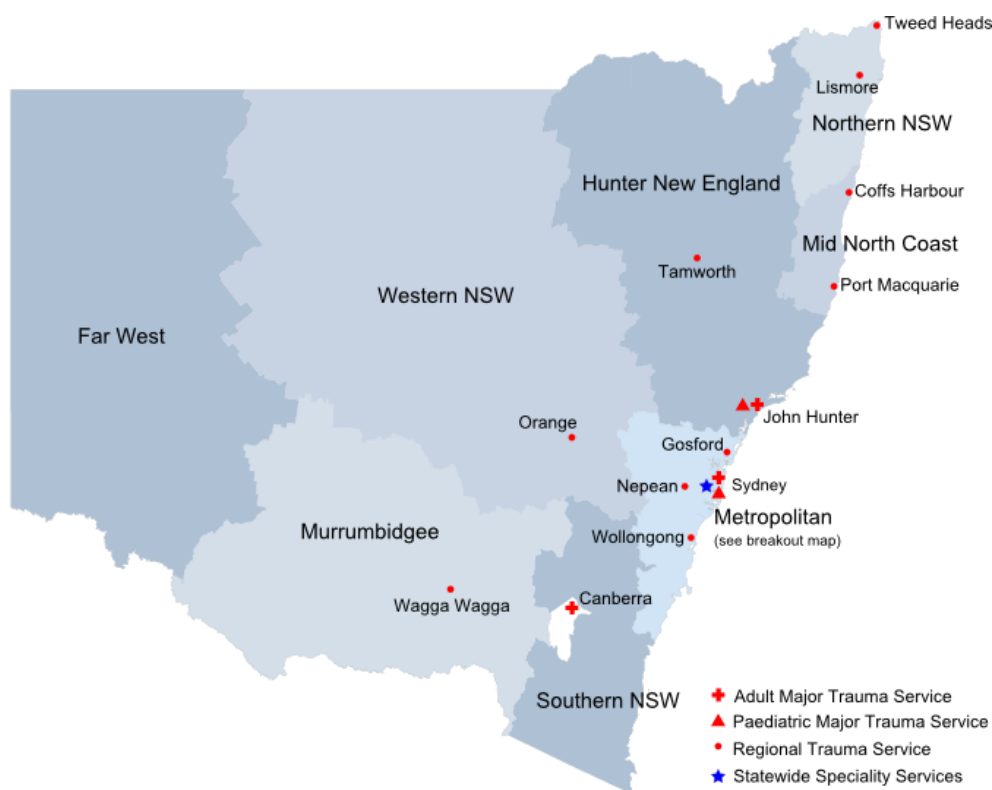 Tweed Heads
Lismore
Northern NSW
Hunter New England
Coffs Harbour
Mid North Coast
Tamworth
Port Macquarie
Western NSW
Far West
John Hunter
Orange
Gosford
Nepean
Sydney
Metropolitan
(see breakout map)
Murrumbidgee
Wollongong
Canberra
Wagga Wagga
Southern NSW
Adult Major Trauma Service
Paediatric Major Trauma Service
Regional Trauma Service
Statewide Speciality Services